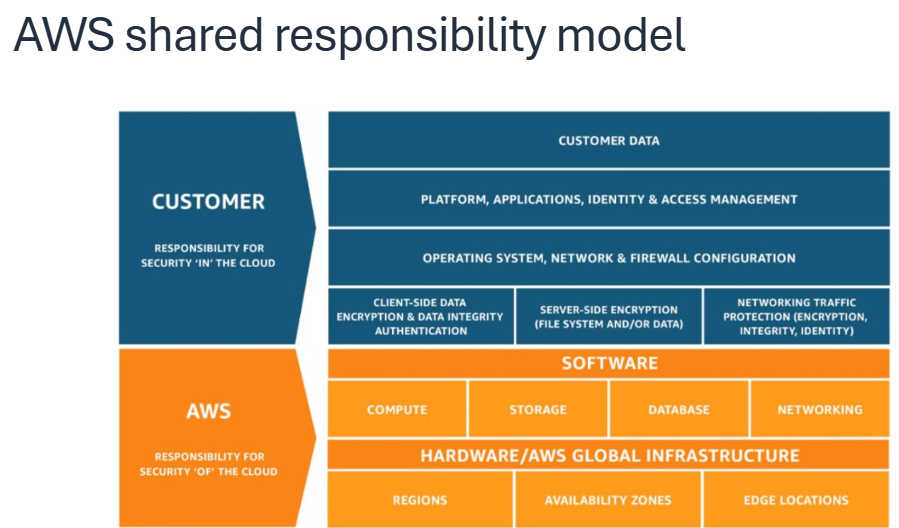 AWS shared responsibility model
CUSTOMER
RESPONSIBILITY FOR
SECURITY ‘IN’ THE CLOUD
CUSTOMER DATA
PLATFORM, APPLICATIONS, IDENTITY & ACCESS MANAGEMENT
OPERATING SYSTEM, NETWORK & FIREWALL CONFIGURATION
CLIENT-SIDE DATA
ENCRYPTION & DATA INTEGRITY
AUTHENTICATION
SERVER-SIDE ENCRYPTION
(FILE SYSTEM AND/OR DATA)
NETWORKING TRAFFIC
PROTECTION (ENCRYPTION,
INTEGRITY, IDENTITY)
AWS
RESPONSIBILITY FOR
SECURITY ‘OF’ THE CLOUD
SOFTWARE
COMPUTE
STORAGE
DATABASE
NETWORKING
HARDWARE/AWS GLOBAL INFRASTRUCTURE
REGIONS
AVAILABILITY ZONES
EDGE LOCATIONS